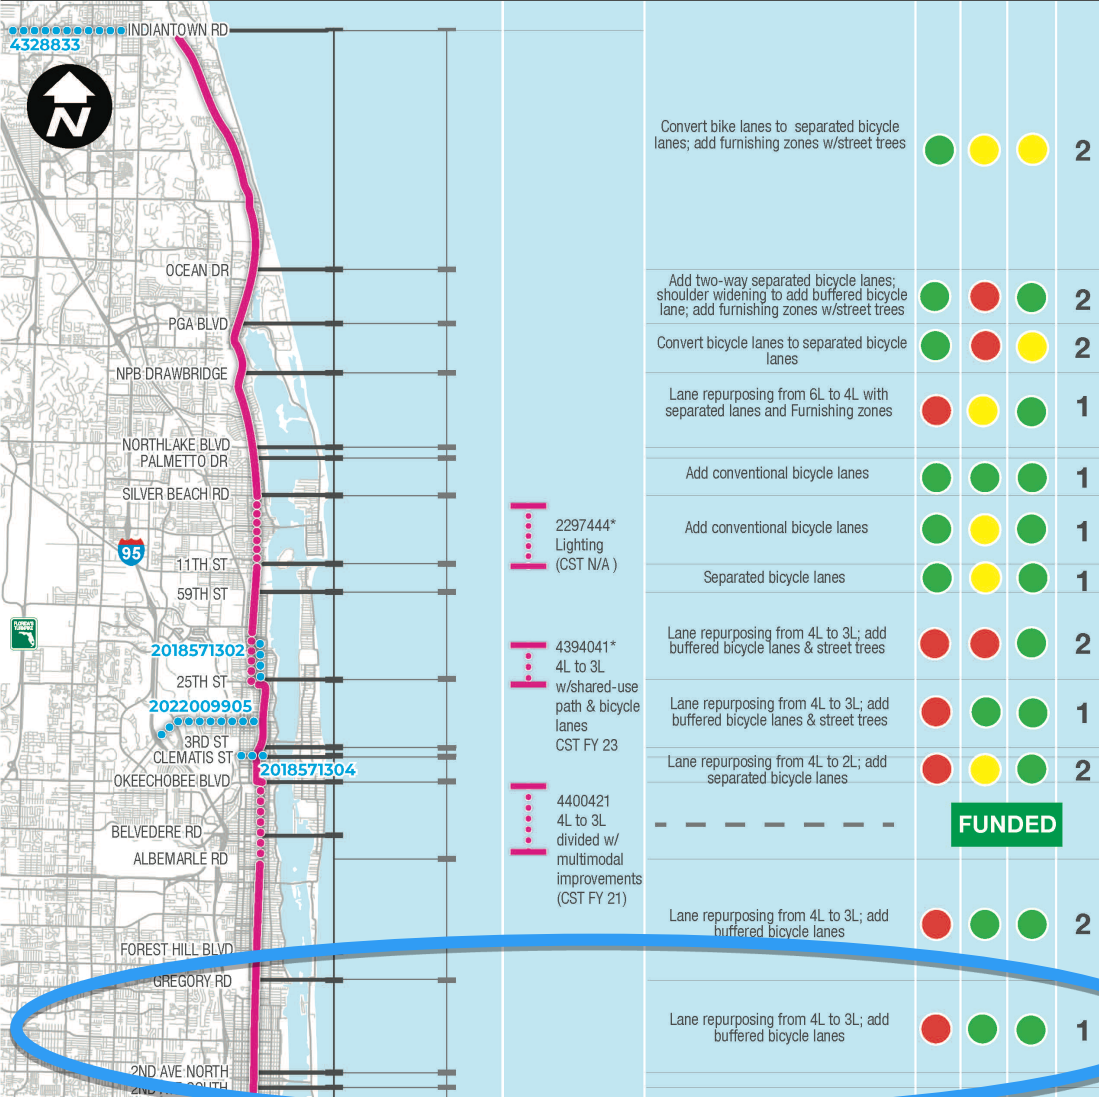 INDIANTOWN RD
4328833
N
Convert bike lanes to separated bicycle
lanes; add furnishing zones w/street trees
2
OCEAN DR
Add two-way separated bicycle lanes;
shoulder widening to add buffered bicycle
lane; add furnishing zones w/street trees
2
PGA BLVD
Convert bicycle lanes to separated bicycle
lanes
2
NPB DRAWBRIDGE
Lane repurposing from 6L to 4L with
separated lanes and Furnishing zones
1
NORTHLAKE BLVD
PALMETTO DR
Add conventional bicycle lanes
1
SILVER BEACH RD
2297444*
Lighting
(CST N/A )
Add conventional bicycle lanes
1
95
11TH ST
Separated bicycle lanes
1
59TH ST
FLORIDA'S
TURNPIKE
2018571302
4394041*
4L to 3L
w/shared-use
path & bicycle
lanes
CST FY 23
Lane repurposing from 4L to 3L; add
buffered bicycle lanes & street trees
2
25TH ST
2022009905
Lane repurposing from 4L to 3L; add
buffered bicycle lanes & street trees
1
3RD ST
CLEMATIS ST
2018571304
Lane repurposing from 4L to 2L; add
separated bicycle lanes
2
OKEECHOBEE BLVD
4400421
4L to 3L
divided w/
multimodal
improvements
(CST FY 21)
FUNDED
BELVEDERE RD
ALBEMARLE RD
Lane repurposing from 4L to 3L; add
buffered bicycle lanes
2
FOREST HILL BLVD
GREGORY RD
Lane repurposing from 4L to 3L; add
buffered bicycle lanes
1
2ND AVE NORTH
2ND AVE SOUTH